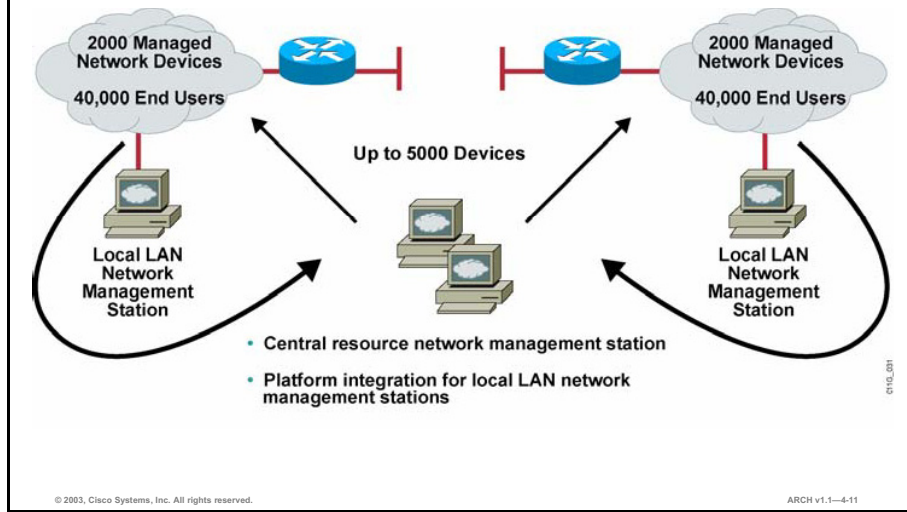 2000 Managed
Network Devices
40,000 End Users
2000 Managed
Network Devices
40,000 End Users
Up to 5000 Devices
Local LAN
Network
Management
Station
Local LAN
Network
Management
Station
• Central resource network management station
• Platform integration for local LAN network
management stations
C11G_031
© 2003, Cisco Systems, Inc. All rights reserved.
ARCH v1.1—4-11